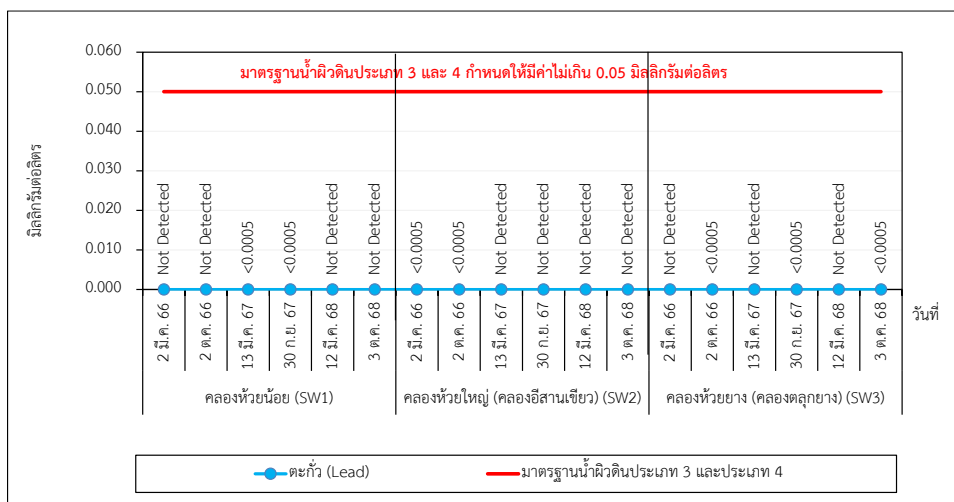 มาตรฐานน้ำผิวดินประเภท 3 และ 4 กำหนดให้มีค่าไม่เกิน 0.05 มิลลิกรัมต่อลิตร
มิลลิกรัมต่อลิตร
0.060
0.050
0.040
0.030
0.020
0.010
0.000
Not Detected
Not Detected
<0.0005
<0.0005
Not Detected
Not Detected
<0.0005
<0.0005
Not Detected
Not Detected
Not Detected
Not Detected
Not Detected
<0.0005
Not Detected
<0.0005
Not Detected
<0.0005
2 มี.ค. 66
2 ต.ค. 66
13 มี.ค. 67
30 ก.ย. 67
12 มี.ค. 68
3 ต.ค. 68
2 มี.ค. 66
2 ต.ค. 66
13 มี.ค. 67
30 ก.ย. 67
12 มี.ค. 68
3 ต.ค. 68
2 มี.ค. 66
2 ต.ค. 66
13 มี.ค. 67
30 ก.ย. 67
12 มี.ค. 68
3 ต.ค. 68
วันที่
คลองห้วยน้อย (SW1)
คลองห้วยใหญ่ (คลองอีสานเขียว) (SW2)
คลองห้วยยาง (คลองตลุกยาง) (SW3)
ตะกั่ว (Lead)
มาตรฐานน้ำผิวดินประเภท 3 และประเภท 4